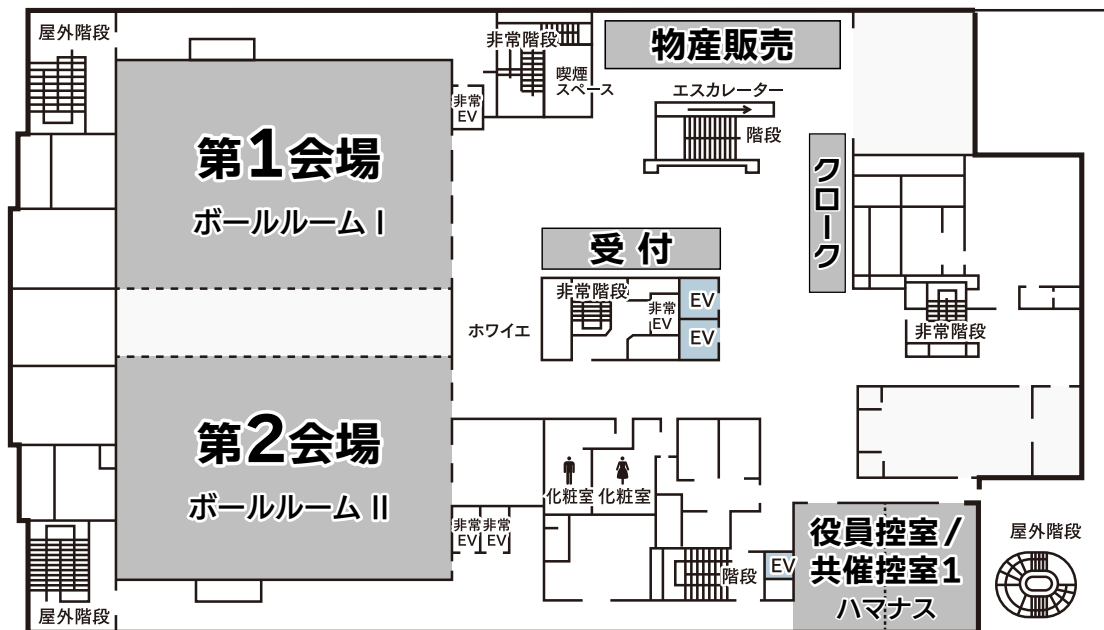 屋外階段
非常階段
物産販売
喫煙
スペース
非常
EV
エスカレーター
階段
第1会場
ボールルーム I
クローク
受付
非常階段
非常
EV
EV
EV
ホワイエ
非常階段
第2会場
ボールルーム II
化粧室
化粧室
非常
EV
非常
EV
階段
EV
役員控室/
共催控室1
ハマナス
屋外階段
屋外階段